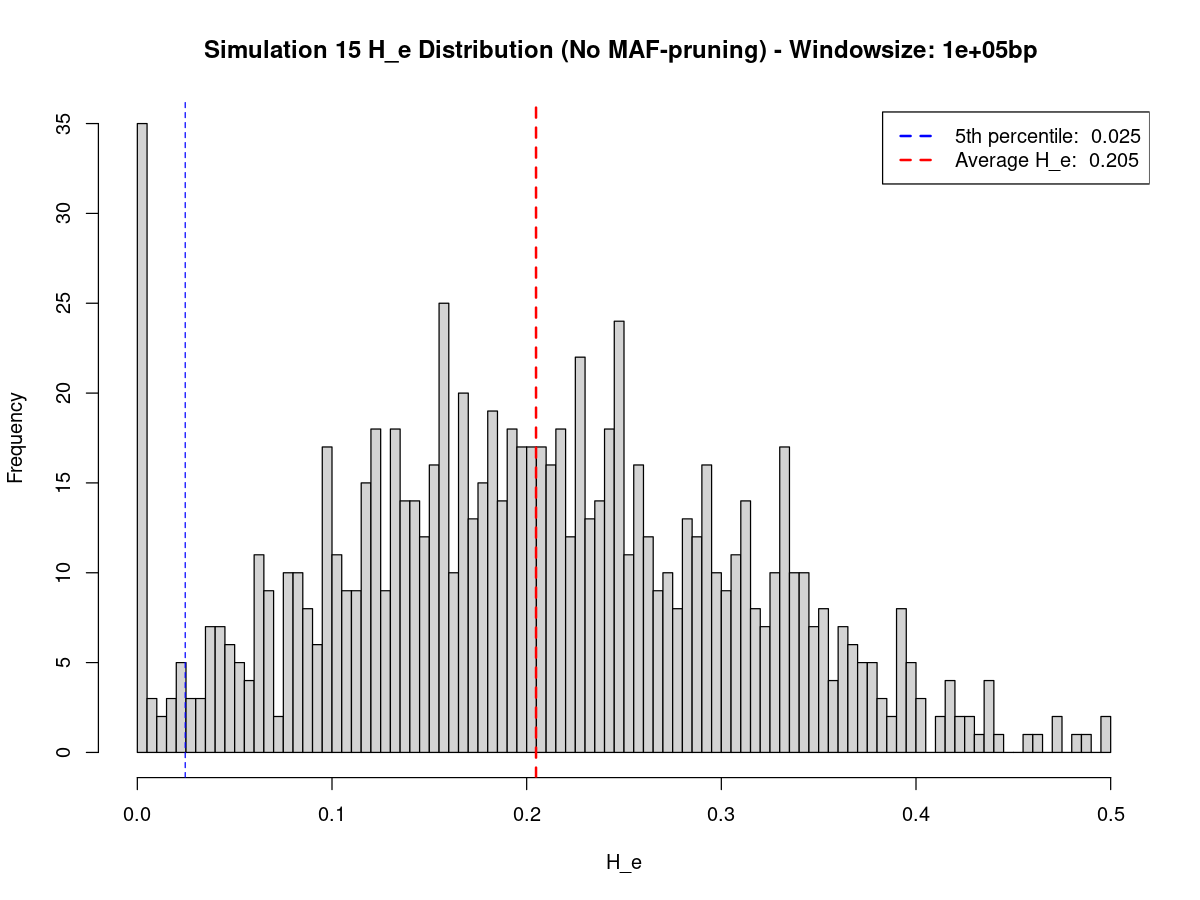 Simulation 15 H_e Distribution (No MAF-pruning) - Windowsize: 1e+05bp
5th percentile:  0.025
Average H_e:  0.205
35
30
25
20
15
10
5
0
Frequency
0.0 0.1 0.2 0.3 0.4 0.5
H_e